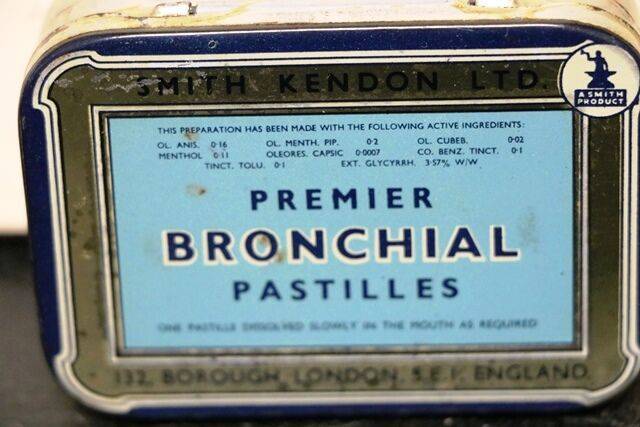 SMITH KENDON LTD.
A SMITH
PRODUCT
THIS PREPARATION HAS BEEN MADE WITH THE FOLLOWING ACTIVE INGREDIENTS:
OL. ANIS. 0·16 OL. MENTH. PIP. 0·2 OL. CUBEB. 0·02
MENTHOL 0·11 OLEORES. CAPSIC 0·0007 CO. BENZ. TINCT. 0·1
TINCT. TOLU. 0·1 EXT. GLYCYRRH. 3·57% W/W
PREMIER
BRONCHIAL
PASTILLES
ONE PASTILLE DISSOLVED SLOWLY IN THE MOUTH AS REQUIRED
132, BOROUGH, LONDON, S.E.1, ENGLAND.